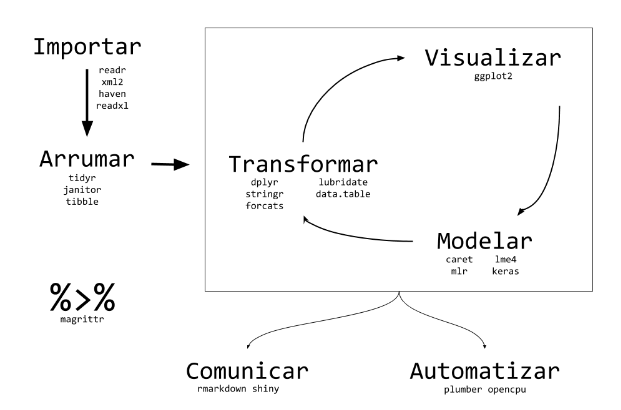 Importar
readr
xml2
haven
readxl
Arrumar
tidyr
janitor
tibble
Visualizar
ggplot2
Transformar
dplyr lubridate
stringr data.table
forcats
Modelar
caret lme4
mlr keras
%>%
magrittr
Comunicar
rmarkdown shiny
Automatizar
plumber opencpu